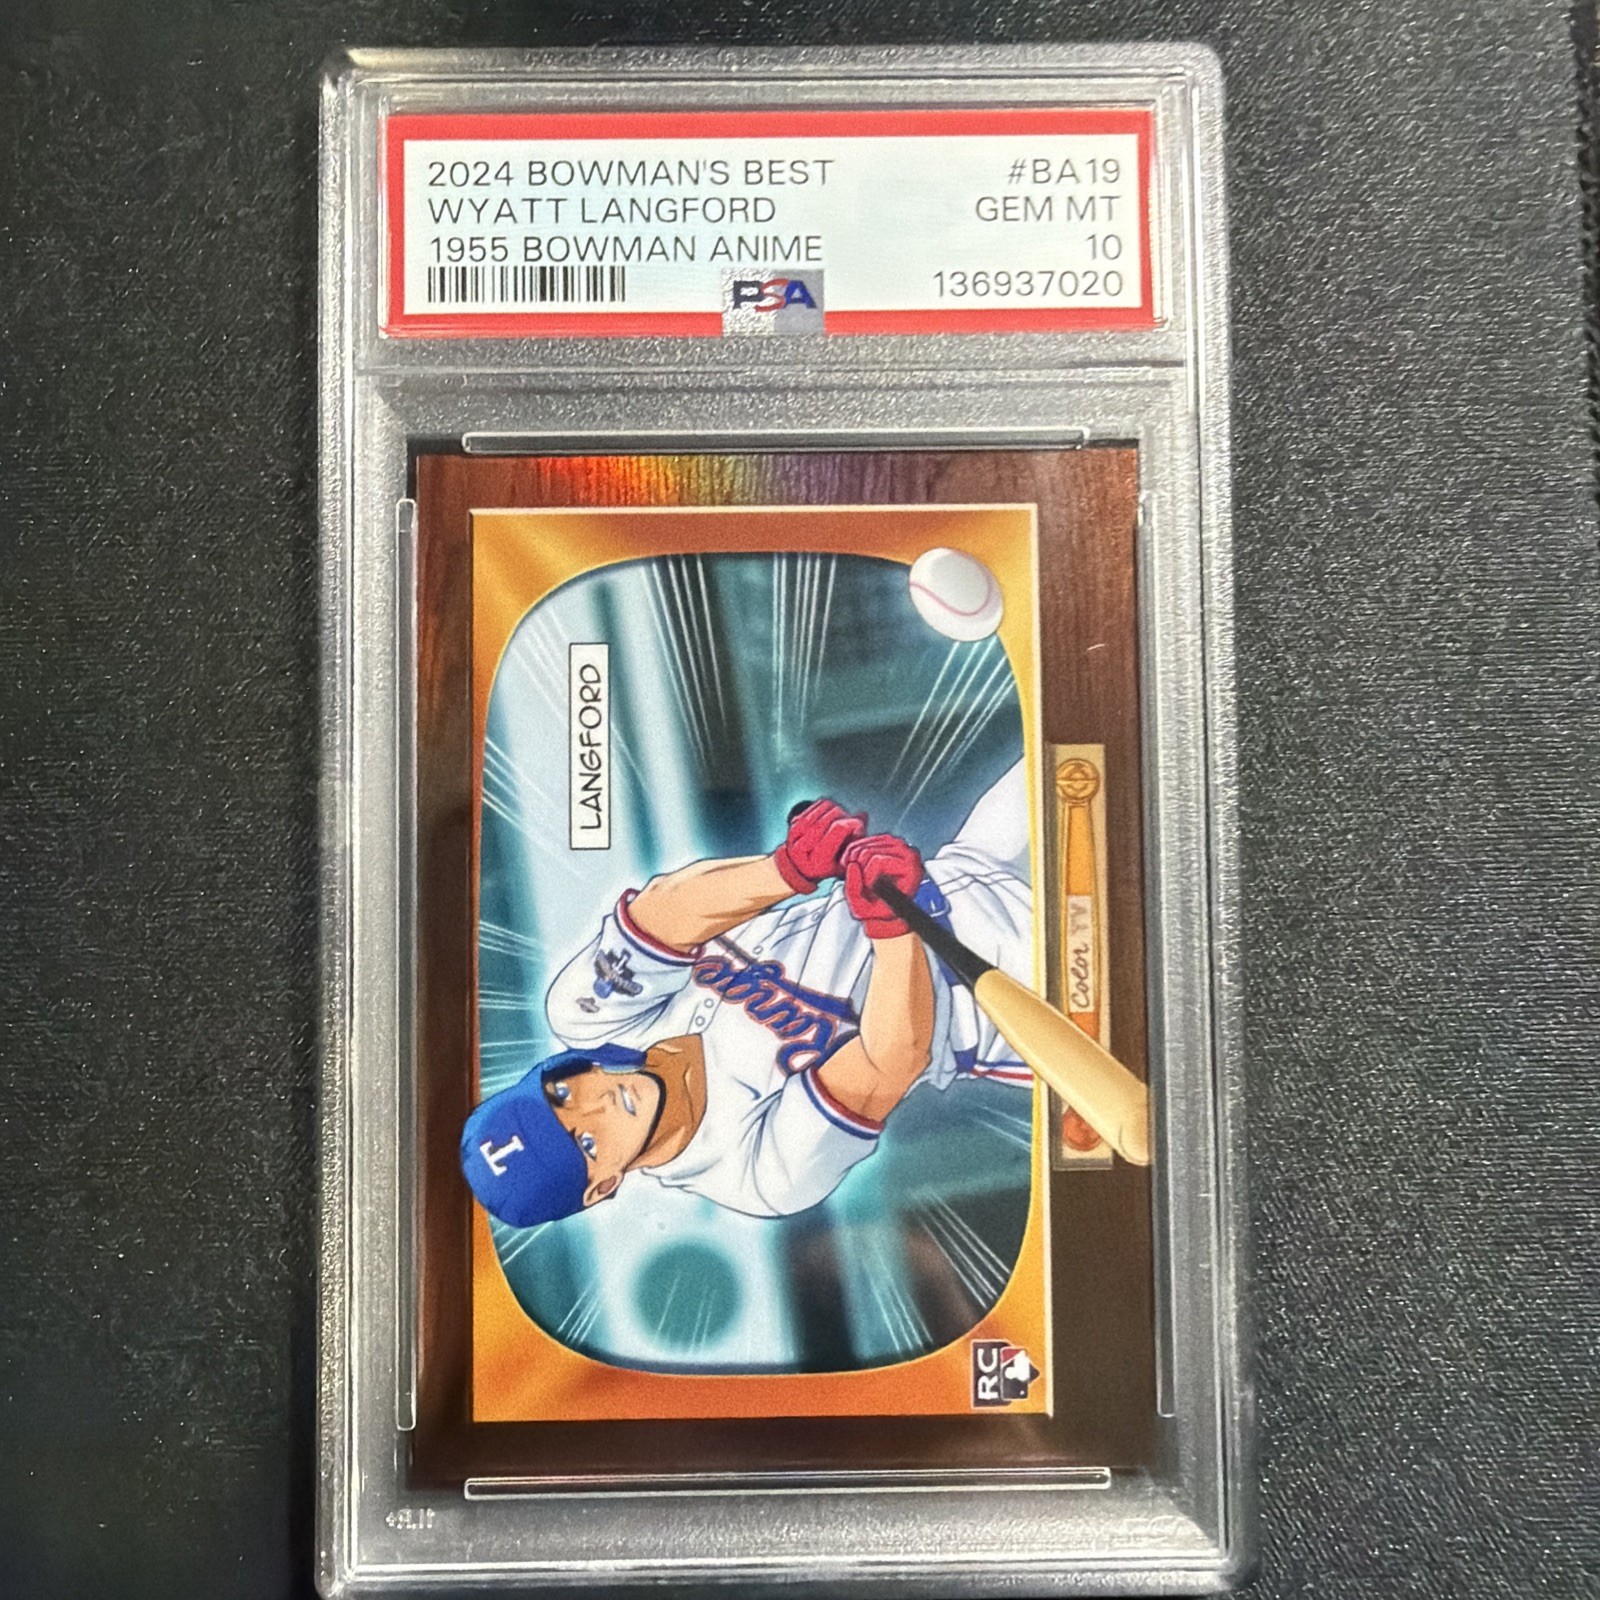 2024 BOWMAN'S BEST #BA19
WYATT LANGFORD GEM MT
1955 BOWMAN ANIME 10
PSA 136937020
LANGFORD
Rangers
T
Color TV
RC